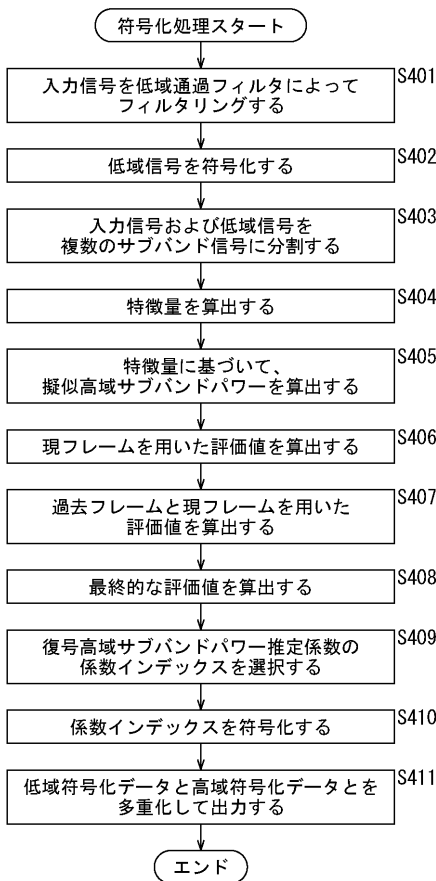 符号化処理スタート
S401
入力信号を低域通過フィルタによって
フィルタリングする
S402
低域信号を符号化する
S403
入力信号および低域信号を
複数のサブバンド信号に分割する
S404
特徴量を算出する
S405
特徴量に基づいて、
擬似高域サブバンドパワーを算出する
S406
現フレームを用いた評価値を算出する
S407
過去フレームと現フレームを用いた
評価値を算出する
S408
最終的な評価値を算出する
S409
復号高域サブバンドパワー推定係数の
係数インデックスを選択する
S410
係数インデックスを符号化する
S411
低域符号化データと高域符号化データとを
多重化して出力する
エンド